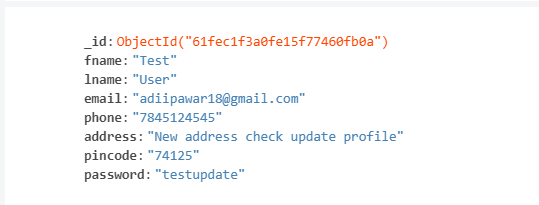 _id: ObjectId("61fec1f3a0fe15f77460fb0a")
fname: "Test"
lname: "User"
email: "adiipawar18@gmail.com"
phone: "7845124545"
address: "New address check update profile"
pincode: "74125"
password: "testupdate"